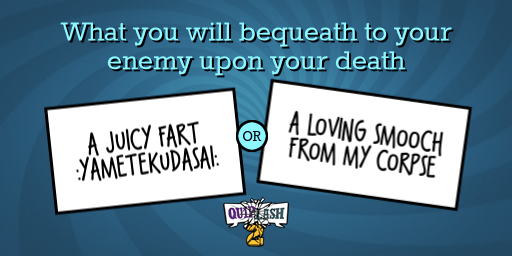 What you will bequeath to your
enemy upon your death
A JUICY FART
:YAMETEKUDASAI:
OR
A LOVING SMOOCH
FROM MY CORPSE
QUIPLASH
2